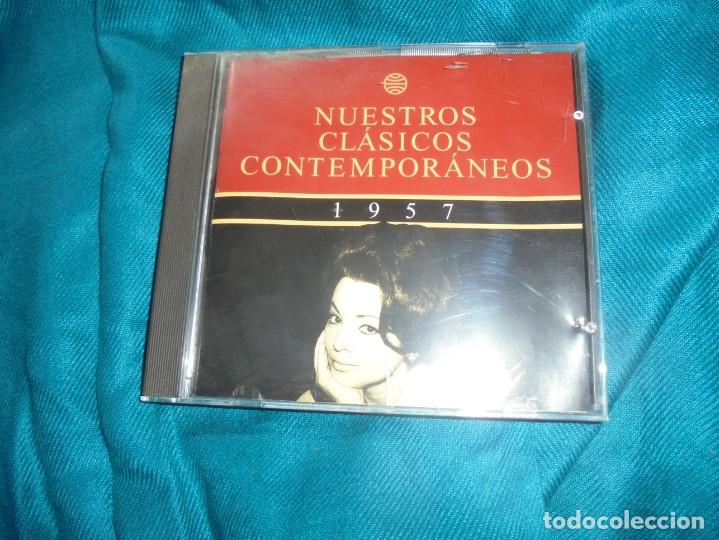 NUESTROS
CLÁSICOS
CONTEMPORÁNEOS
1957
todocoleccion